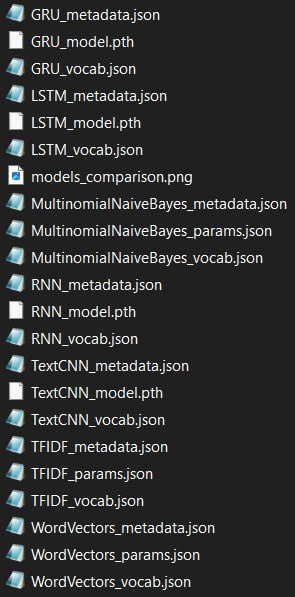 GRU_metadata.json
GRU_model.pth
GRU_vocab.json
LSTM_metadata.json
LSTM_model.pth
LSTM_vocab.json
models_comparison.png
MultinomialNaiveBayes_metadata.json
MultinomialNaiveBayes_params.json
MultinomialNaiveBayes_vocab.json
RNN_metadata.json
RNN_model.pth
RNN_vocab.json
TextCNN_metadata.json
TextCNN_model.pth
TextCNN_vocab.json
TFIDF_metadata.json
TFIDF_params.json
TFIDF_vocab.json
WordVectors_metadata.json
WordVectors_params.json
WordVectors_vocab.json